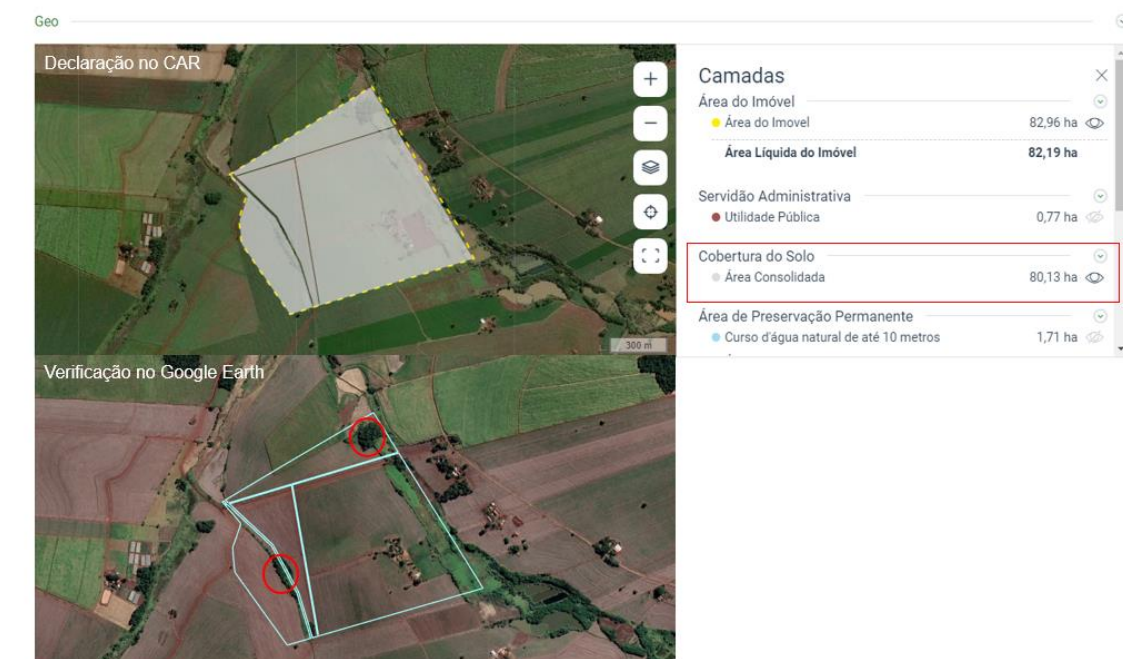 Geo
Declaração no CAR
300 m
Camadas
Área do Imóvel
Área do Imovel 82,96 ha
Área Líquida do Imóvel 82,19 ha
Servidão Administrativa
Utilidade Pública 0,77 ha
Cobertura do Solo
Área Consolidada 80,13 ha
Área de Preservação Permanente
Curso d'água natural de até 10 metros 1,71 ha
Verificação no Google Earth